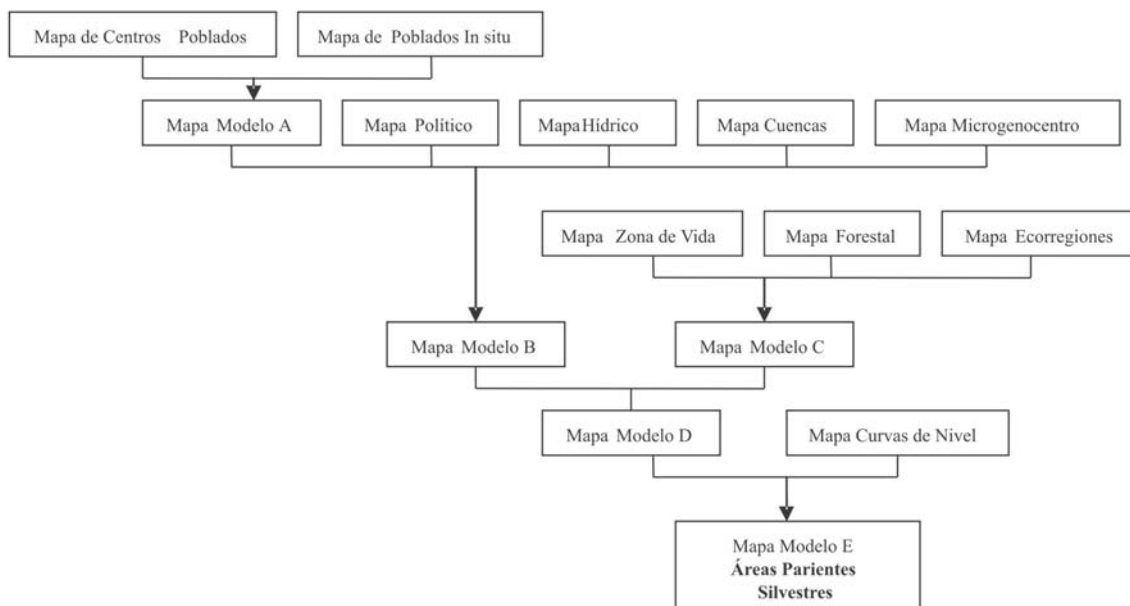 Mapa de Centros Poblados
Mapa de Poblados In situ
Mapa Modelo A
Mapa Político
Mapa Hídrico
Mapa Cuencas
Mapa Microgenocentro
Mapa Zona de Vida
Mapa Forestal
Mapa Ecorregiones
Mapa Modelo B
Mapa Modelo C
Mapa Modelo D
Mapa Curvas de Nivel
Mapa Modelo E
Áreas Parientes
Silvestres